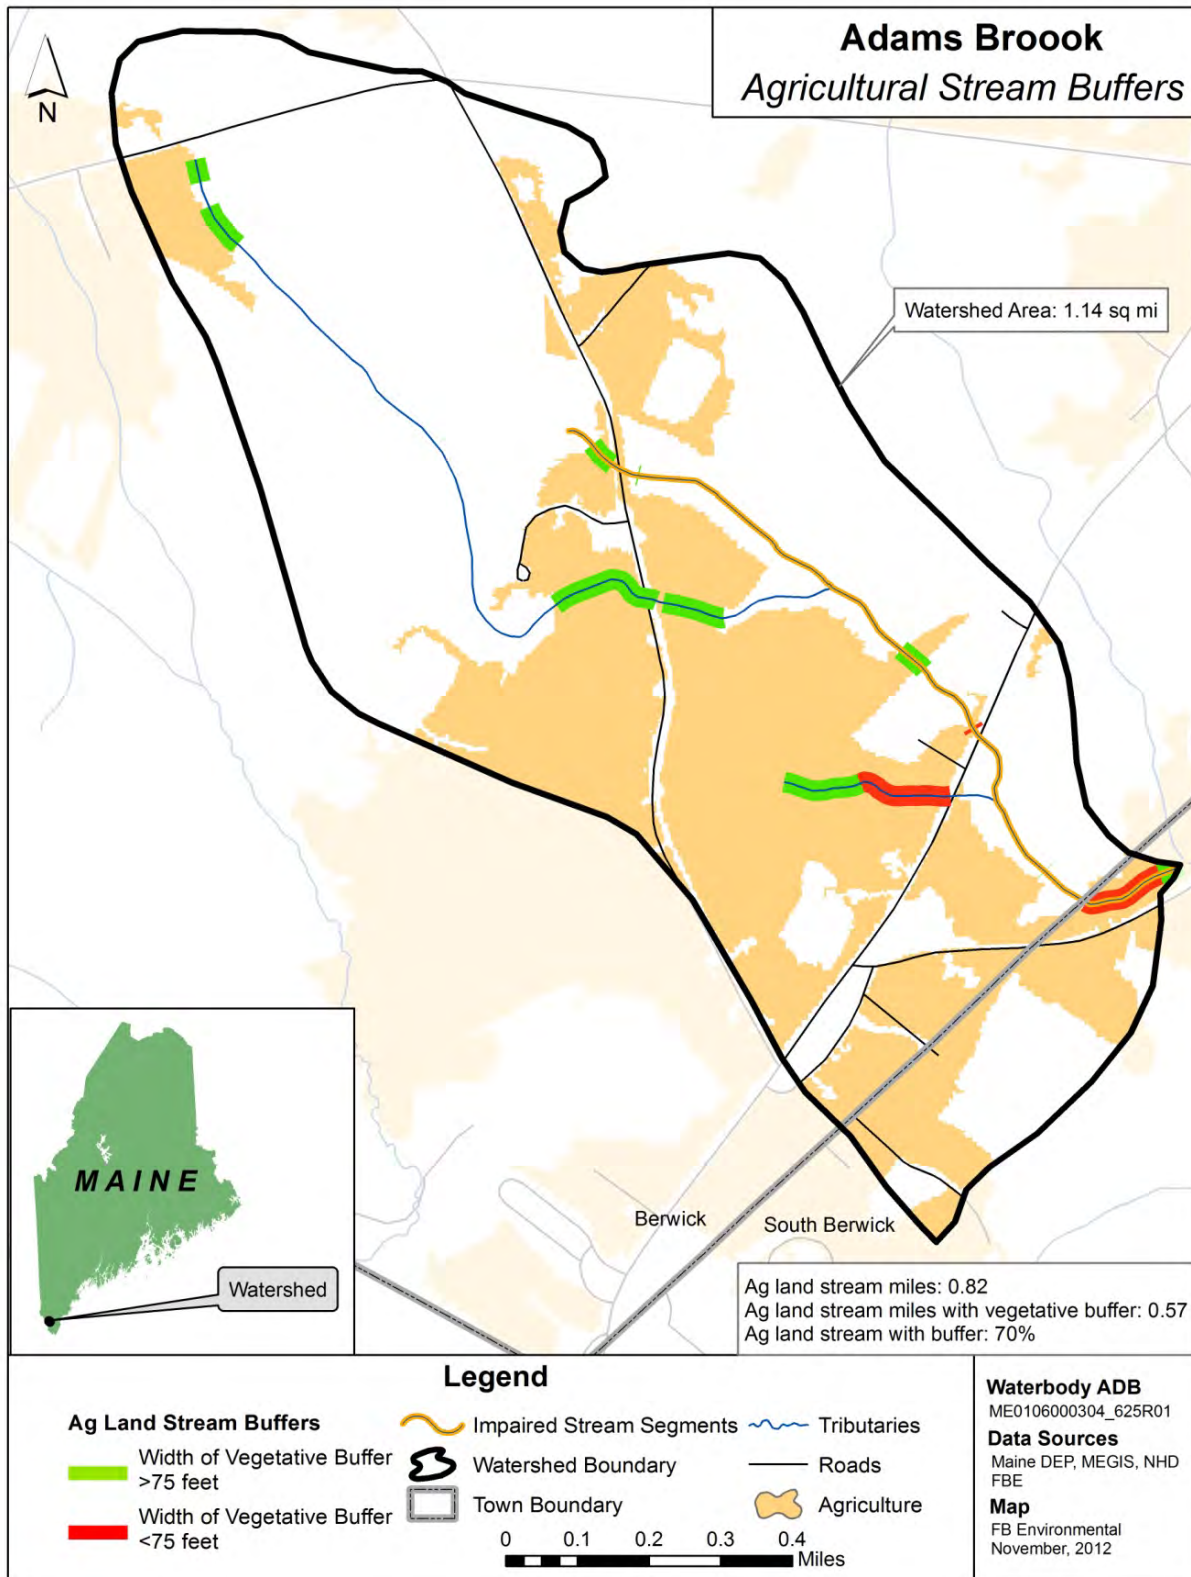 Adams Broook
Agricultural Stream Buffers
N
Watershed Area: 1.14 sq mi
MAINE
Watershed
Berwick
South Berwick
Ag land stream miles: 0.82
Ag land stream miles with vegetative buffer: 0.57
Ag land stream with buffer: 70%
Legend
Ag Land Stream Buffers
Width of Vegetative Buffer
>75 feet
Width of Vegetative Buffer
<75 feet
Impaired Stream Segments
Watershed Boundary
Town Boundary
Tributaries
Roads
Agriculture
0 0.1 0.2 0.3 0.4
Miles
Waterbody ADB
ME0106000304_625R01
Data Sources
Maine DEP, MEGIS, NHD
FBE
Map
FB Environmental
November, 2012